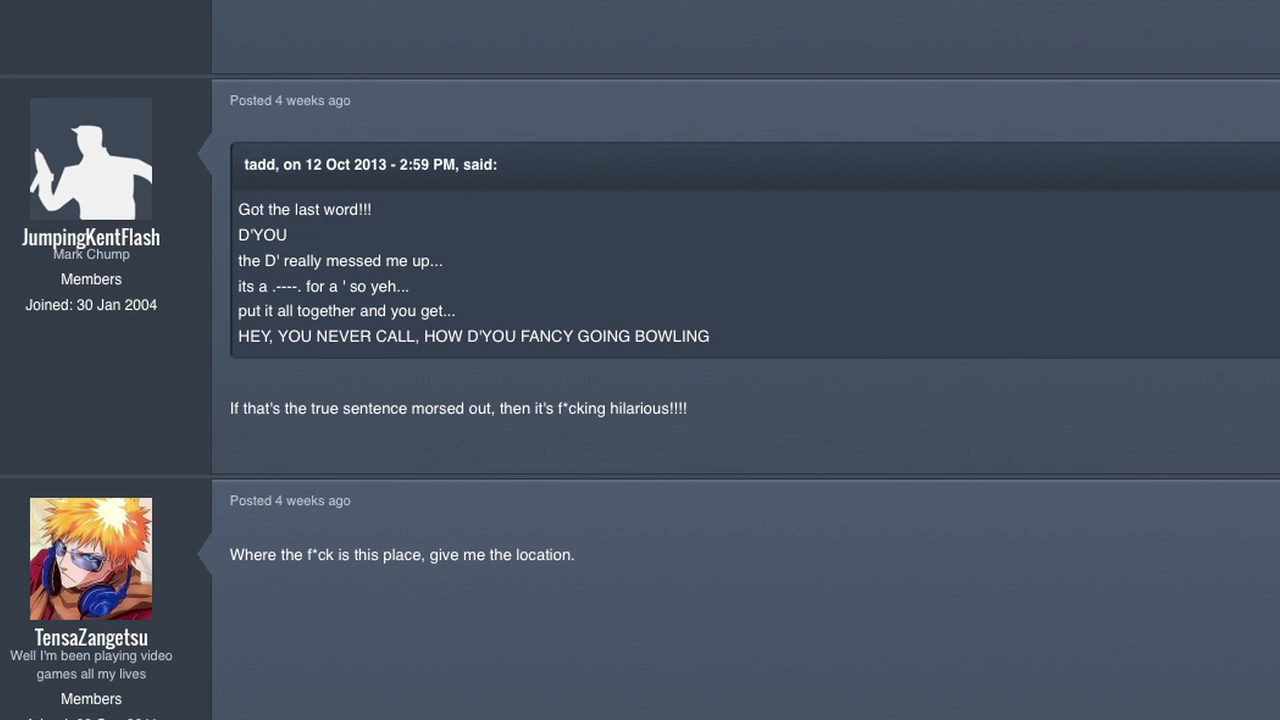 Posted 4 weeks ago
tadd, on 12 Oct 2013 - 2:59 PM, said:
Got the last word!!!
D'YOU
the D' really messed me up...
its a .----. for a ' so yeh...
put it all together and you get...
HEY, YOU NEVER CALL, HOW D'YOU FANCY GOING BOWLING
JumpingKentFlash
Mark Chump
Members
Joined: 30 Jan 2004
If that's the true sentence morsed out, then it's f*cking hilarious!!!!
Posted 4 weeks ago
Where the f*ck is this place, give me the location.
TensaZangetsu
Well I'm been playing video
games all my lives
Members